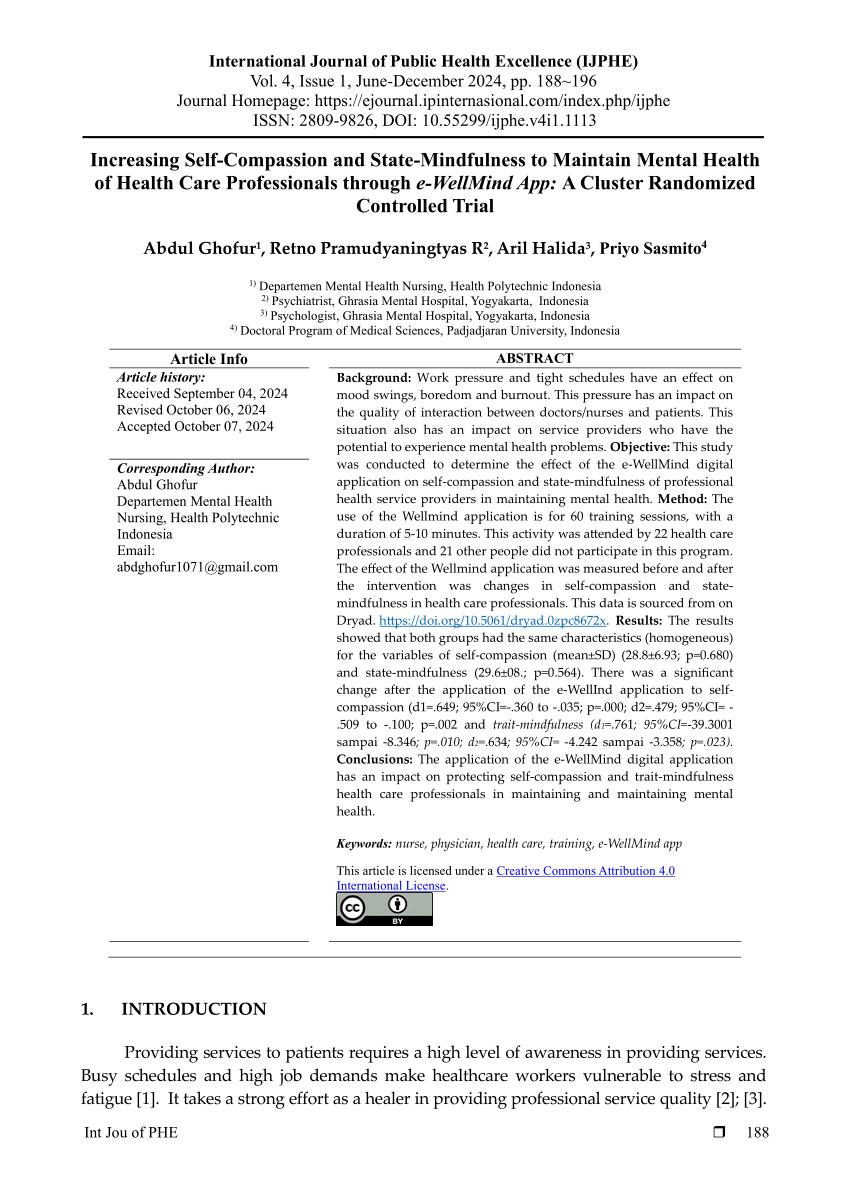 International Journal of Public Health Excellence (IJPHE)
Vol. 4, Issue 1, June-December 2024, pp. 188~196
Journal Homepage: https://ejournal.ipinternasional.com/index.php/ijphe
ISSN: 2809-9826, DOI: 10.55299/ijphe.v4i1.1113
Increasing Self-Compassion and State-Mindfulness to Maintain Mental Health
of Health Care Professionals through e-WellMind App: A Cluster Randomized
Controlled Trial
Abdul Ghofur¹, Retno Pramudyaningtyas R², Aril Halida³, Priyo Sasmito⁴
¹⁾ Departemen Mental Health Nursing, Health Polytechnic Indonesia
²⁾ Psychiatrist, Ghrasia Mental Hospital, Yogyakarta, Indonesia
³⁾ Psychologist, Ghrasia Mental Hospital, Yogyakarta, Indonesia
⁴⁾ Doctoral Program of Medical Sciences, Padjadjaran University, Indonesia
Article Info
Article history:
Received September 04, 2024
Revised October 06, 2024
Accepted October 07, 2024
Corresponding Author:
Abdul Ghofur
Departemen Mental Health
Nursing, Health Polytechnic
Indonesia
Email:
abdghofur1071@gmail.com
ABSTRACT
Background: Work pressure and tight schedules have an effect on
mood swings, boredom and burnout. This pressure has an impact on
the quality of interaction between doctors/nurses and patients. This
situation also has an impact on service providers who have the
potential to experience mental health problems. Objective: This study
was conducted to determine the effect of the e-WellMind digital
application on self-compassion and state-mindfulness of professional
health service providers in maintaining mental health. Method: The
use of the Wellmind application is for 60 training sessions, with a
duration of 5-10 minutes. This activity was attended by 22 health care
professionals and 21 other people did not participate in this program.
The effect of the Wellmind application was measured before and after
the intervention was changes in self-compassion and state-
mindfulness in health care professionals. This data is sourced from on
Dryad. https://doi.org/10.5061/dryad.0zpc8672x. Results: The results
showed that both groups had the same characteristics (homogeneous)
for the variables of self-compassion (mean±SD) (28.8±6.93; p=0.680)
and state-mindfulness (29.6±08.; p=0.564). There was a significant
change after the application of the e-WellInd application to self-
compassion (d1=.649; 95%CI=-.360 to -.035; p=.000; d2=.479; 95%CI= -
.509 to -.100; p=.002 and trait-mindfulness (d₁=.761; 95%CI=-39.3001
sampai -8.346; p=.010; d₂=.634; 95%CI= -4.242 sampai -3.358; p=.023).
Conclusions: The application of the e-WellMind digital application
has an impact on protecting self-compassion and trait-mindfulness
health care professionals in maintaining and maintaining mental
health.
Keywords: nurse, physician, health care, training, e-WellMind app
This article is licensed under a Creative Commons Attribution 4.0
International License.
cc
BY
1. INTRODUCTION
Providing services to patients requires a high level of awareness in providing services.
Busy schedules and high job demands make healthcare workers vulnerable to stress and
fatigue [1]. It takes a strong effort as a healer in providing professional service quality [2]; [3].
Int Jou of PHE ❒ 188